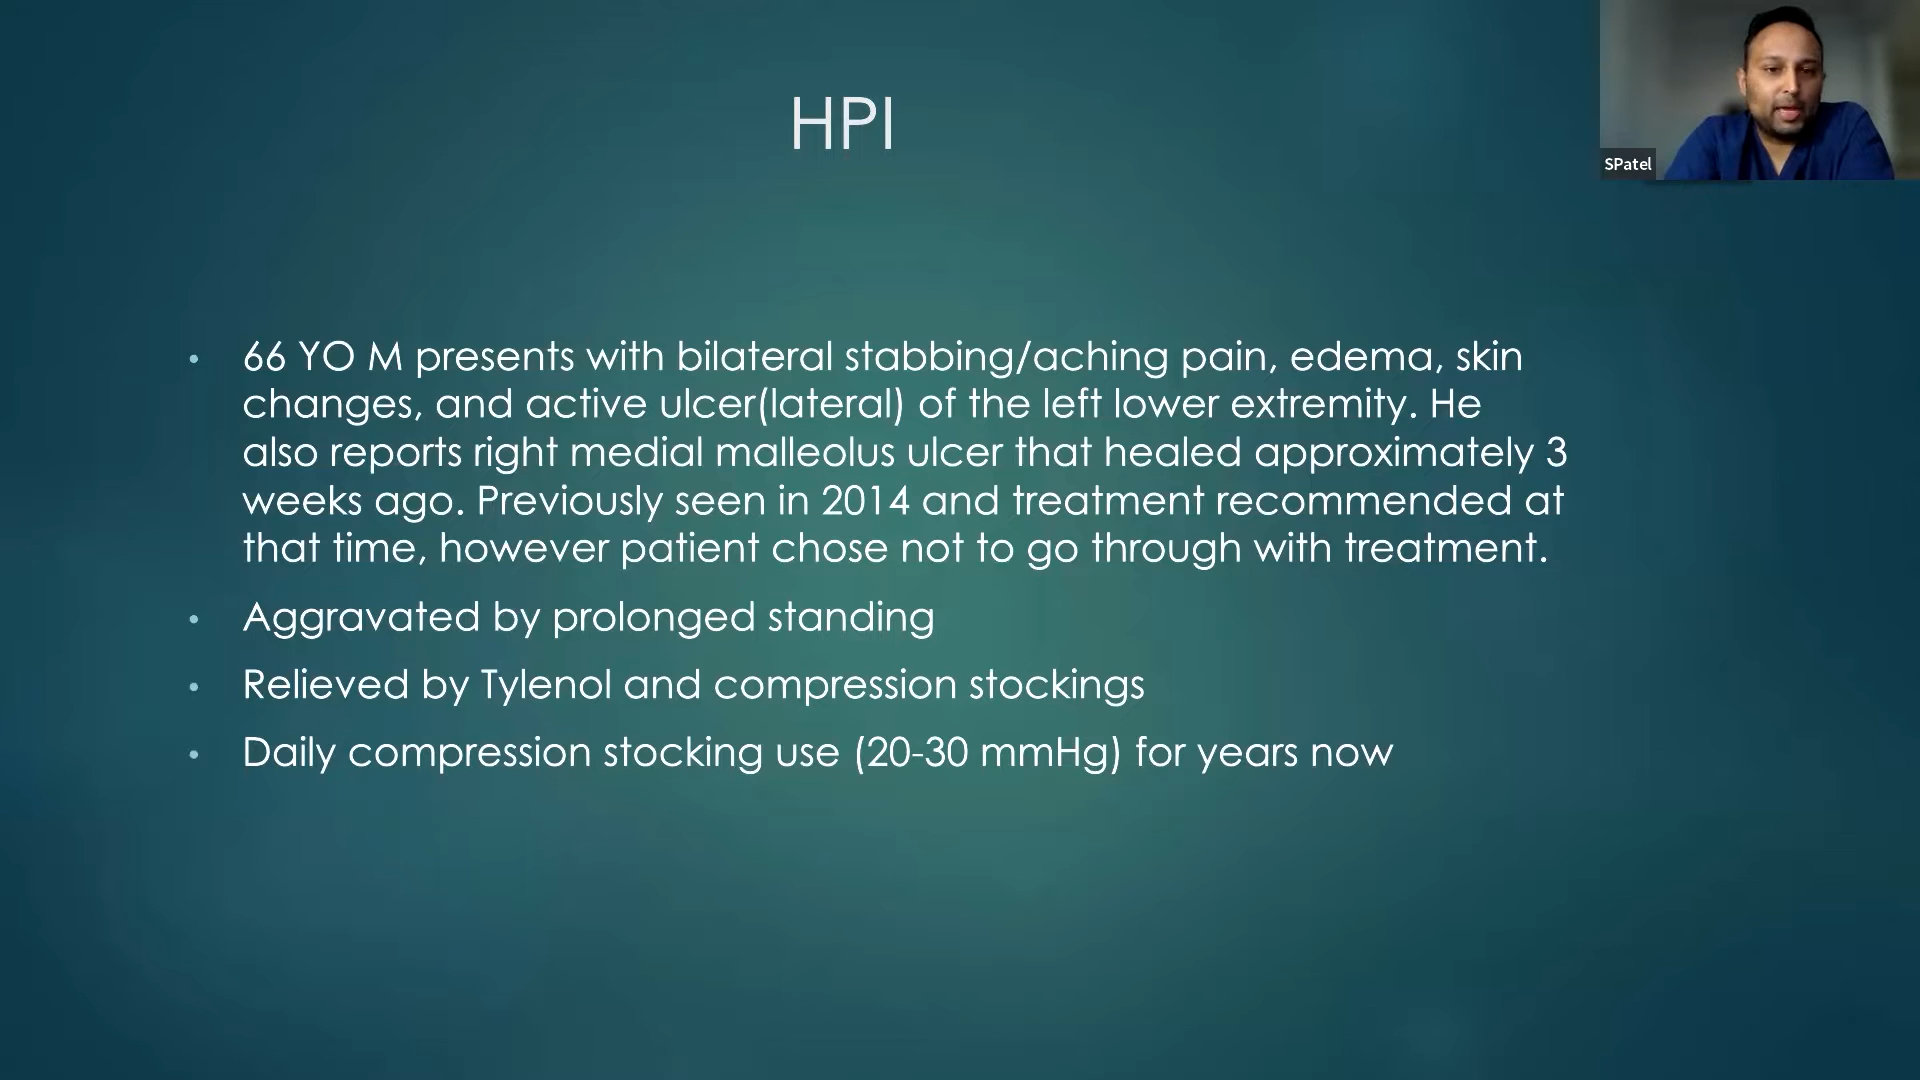 HPI
SPatel
• 66 YO M presents with bilateral stabbing/aching pain, edema, skin
changes, and active ulcer(lateral) of the left lower extremity. He
also reports right medial malleolus ulcer that healed approximately 3
weeks ago. Previously seen in 2014 and treatment recommended at
that time, however patient chose not to go through with treatment.
• Aggravated by prolonged standing
• Relieved by Tylenol and compression stockings
• Daily compression stocking use (20-30 mmHg) for years now